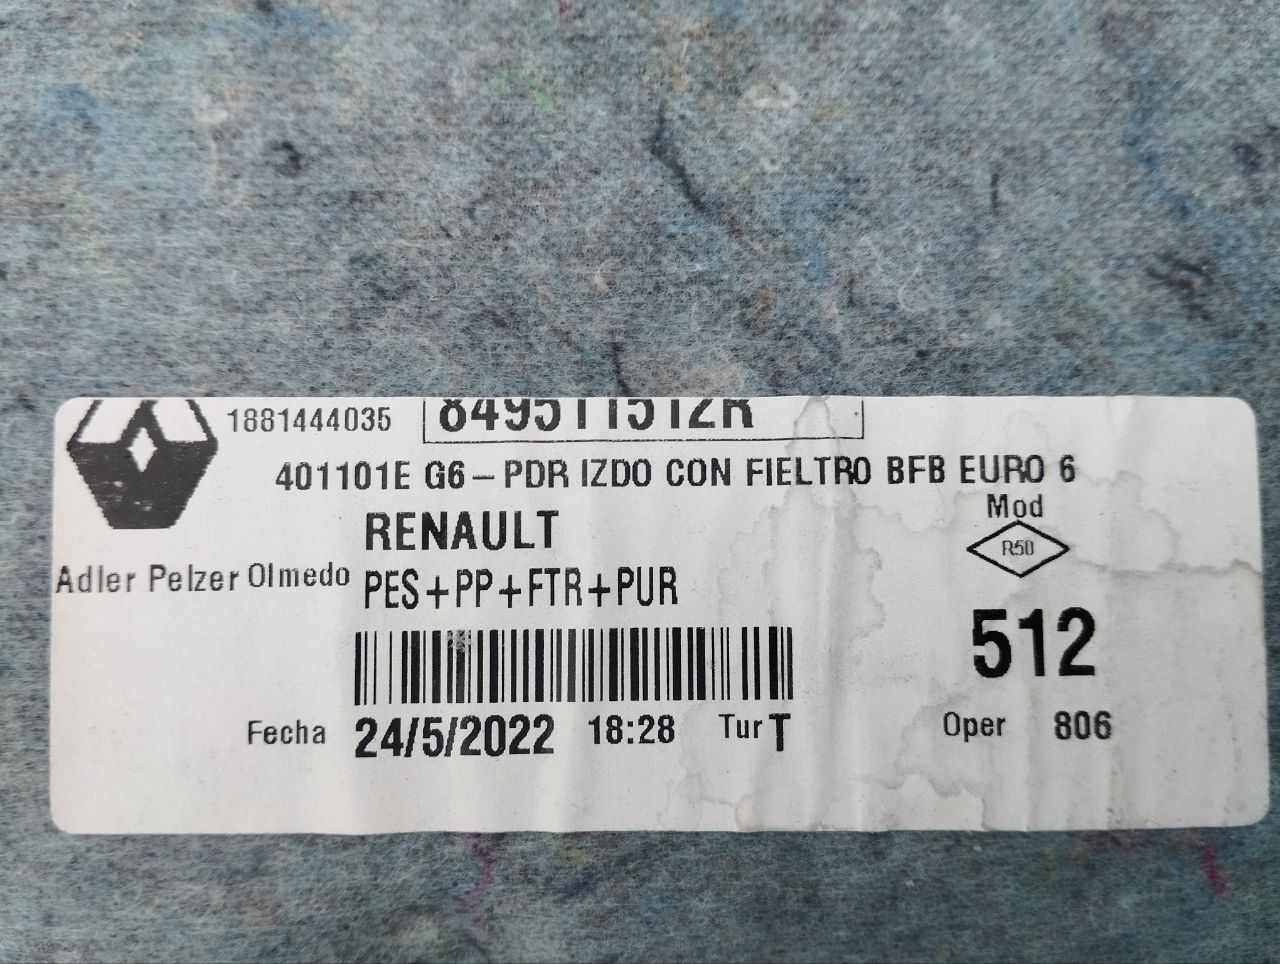 1881444035 849511512R
401101E G6-PDR IZDO CON FIELTRO BFB EURO 6
RENAULT
Mod
R50
Adler Pelzer Olmedo
PES+PP+FTR+PUR
512
Fecha 24/5/2022 18:28 Tur T Oper 806